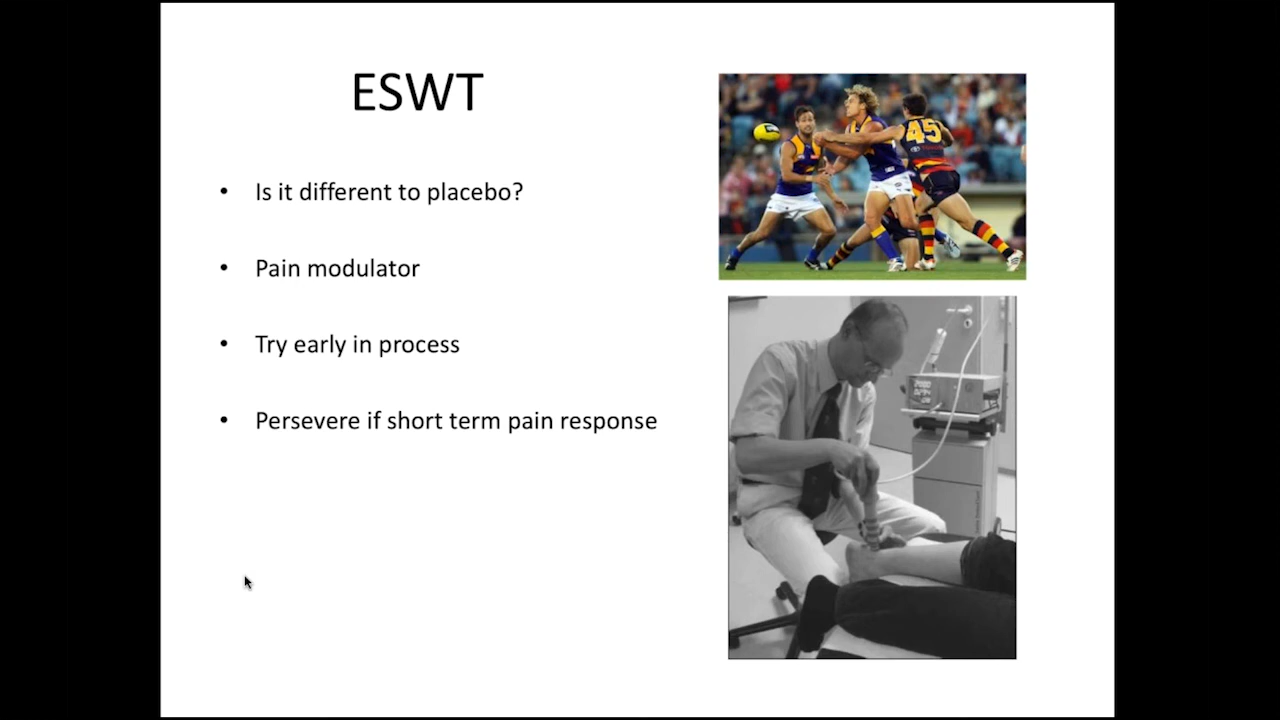 ESWT
• Is it different to placebo?
• Pain modulator
• Try early in process
• Persevere if short term pain response
45